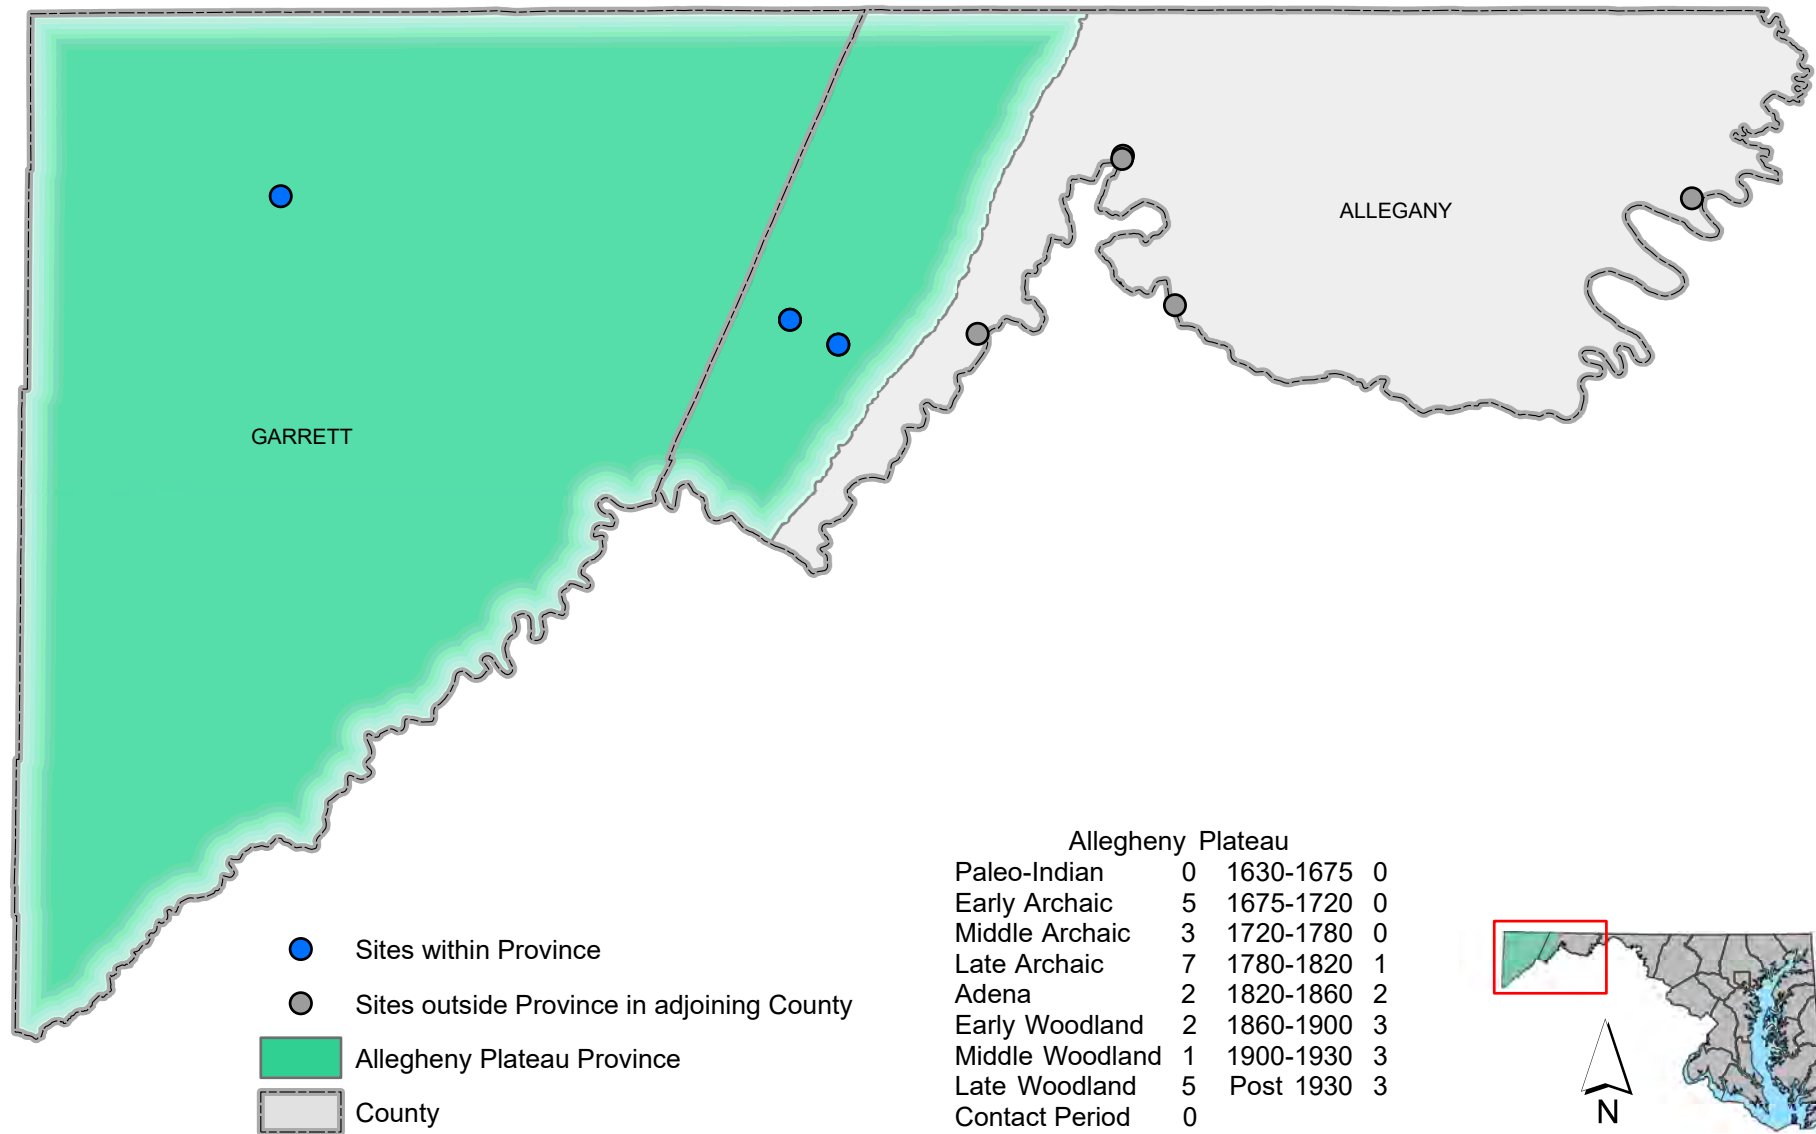 ALLEGANY
GARRETT
Allegheny Plateau
Paleo-Indian 0 1630-1675 0
Early Archaic 5 1675-1720 0
Middle Archaic 3 1720-1780 0
Late Archaic 7 1780-1820 1
Adena 2 1820-1860 2
Early Woodland 2 1860-1900 3
Middle Woodland 1 1900-1930 3
Late Woodland 5 Post 1930 3
Contact Period 0
Sites within Province
Sites outside Province in adjoining County
Allegheny Plateau Province
County
N